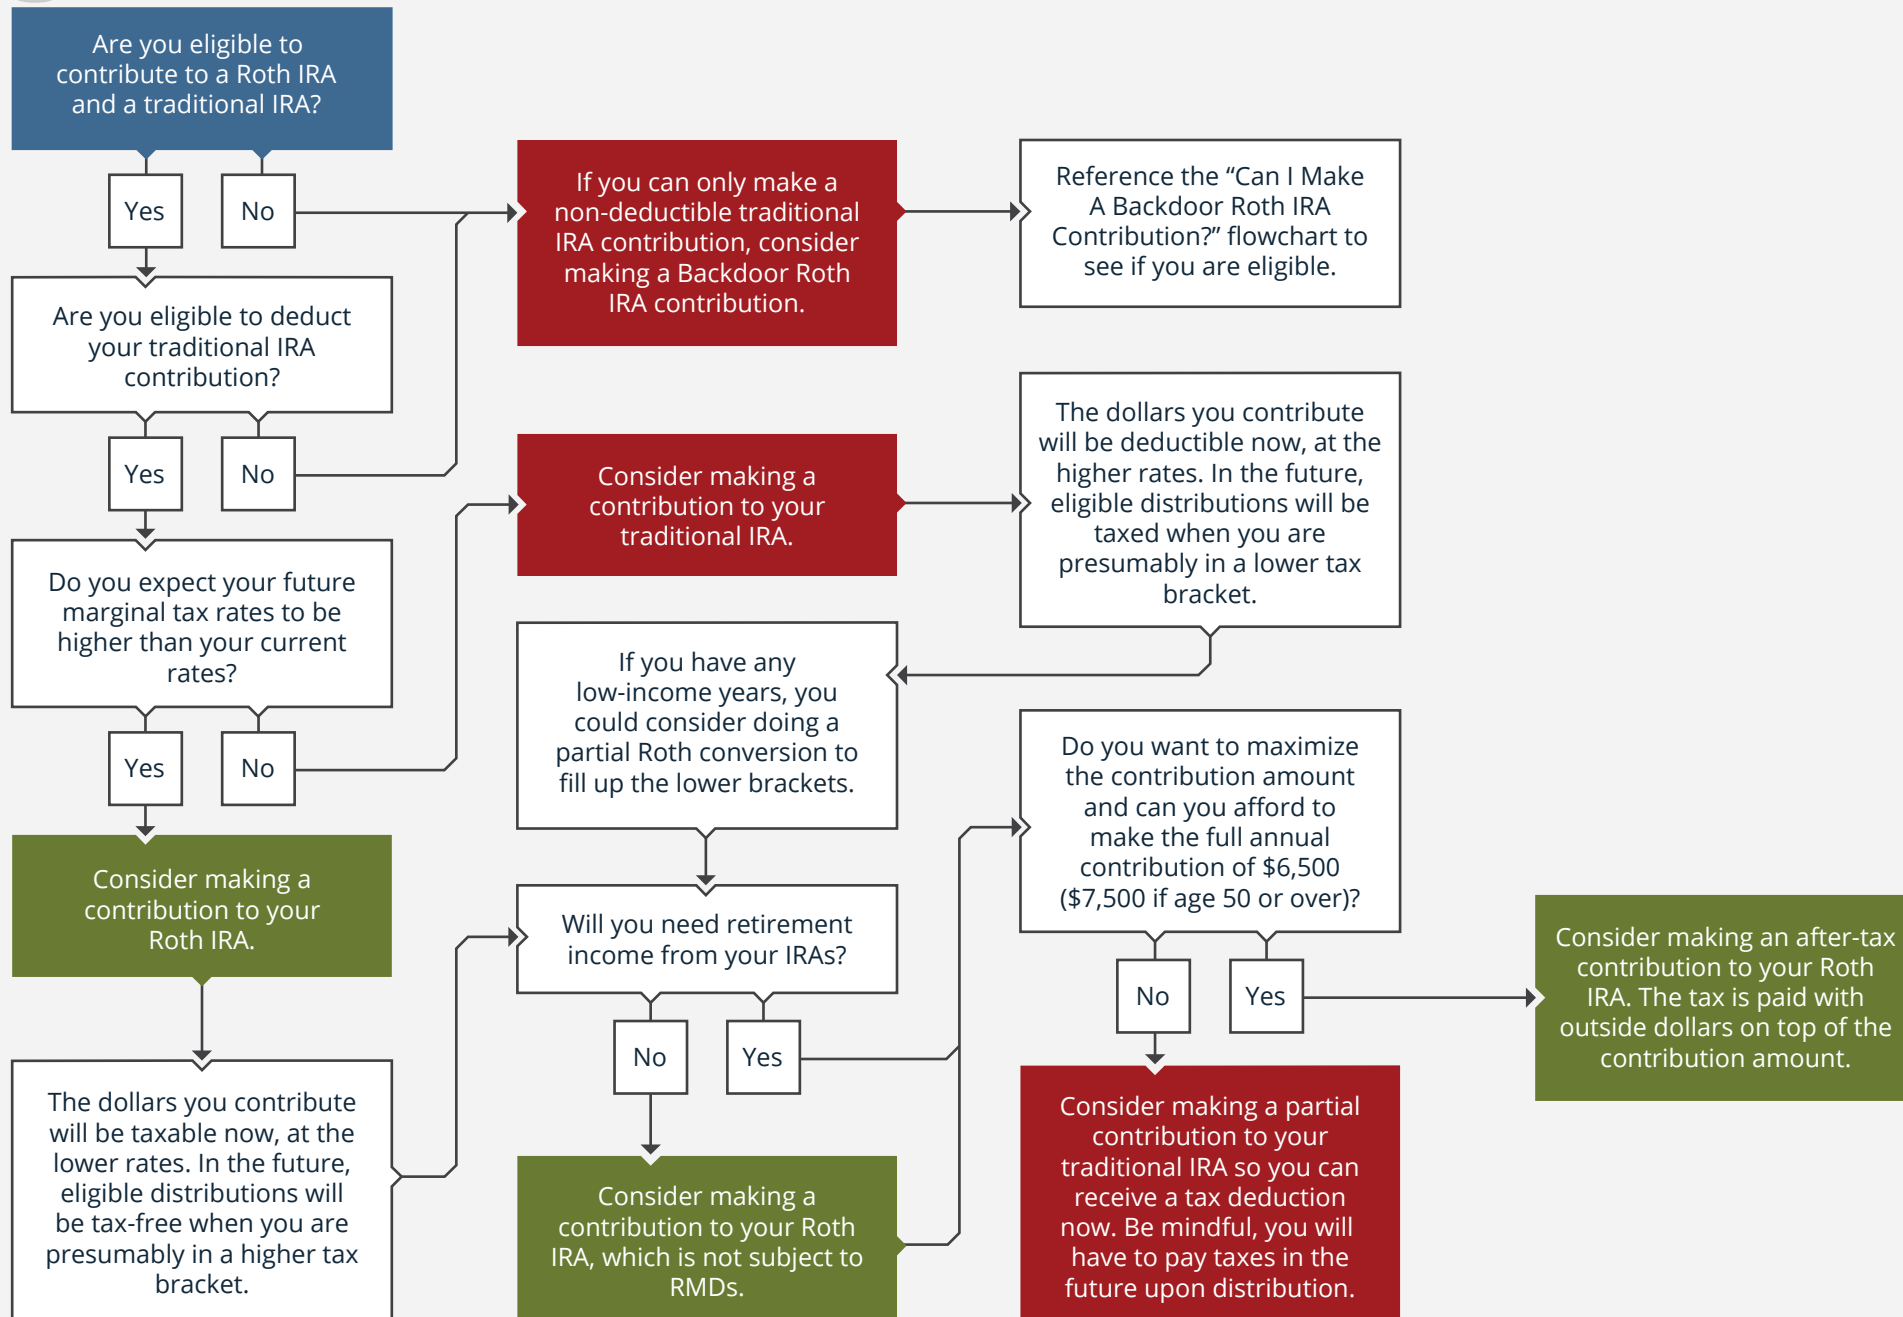 Are you eligible to
contribute to a Roth IRA
and a traditional IRA?
Yes
No
Are you eligible to deduct
your traditional IRA
contribution?
Yes
No
Do you expect your future
marginal tax rates to be
higher than your current
rates?
Yes
No
Consider making a
contribution to your
Roth IRA.
The dollars you contribute
will be taxable now, at the
lower rates. In the future,
eligible distributions will
be tax-free when you are
presumably in a higher tax
bracket.
If you can only make a
non-deductible traditional
IRA contribution, consider
making a Backdoor Roth
IRA contribution.
Reference the “Can I Make
A Backdoor Roth IRA
Contribution?” flowchart to
see if you are eligible.
Consider making a
contribution to your
traditional IRA.
The dollars you contribute
will be deductible now, at the
higher rates. In the future,
eligible distributions will be
taxed when you are
presumably in a lower tax
bracket.
If you have any
low-income years, you
could consider doing a
partial Roth conversion to
fill up the lower brackets.
Will you need retirement
income from your IRAs?
No
Yes
Consider making a
contribution to your Roth
IRA, which is not subject to
RMDs.
Do you want to maximize
the contribution amount
and can you afford to
make the full annual
contribution of $6,500
($7,500 if age 50 or over)?
No
Yes
Consider making a partial
contribution to your
traditional IRA so you can
receive a tax deduction
now. Be mindful, you will
have to pay taxes in the
future upon distribution.
Consider making an after-tax
contribution to your Roth
IRA. The tax is paid with
outside dollars on top of the
contribution amount.